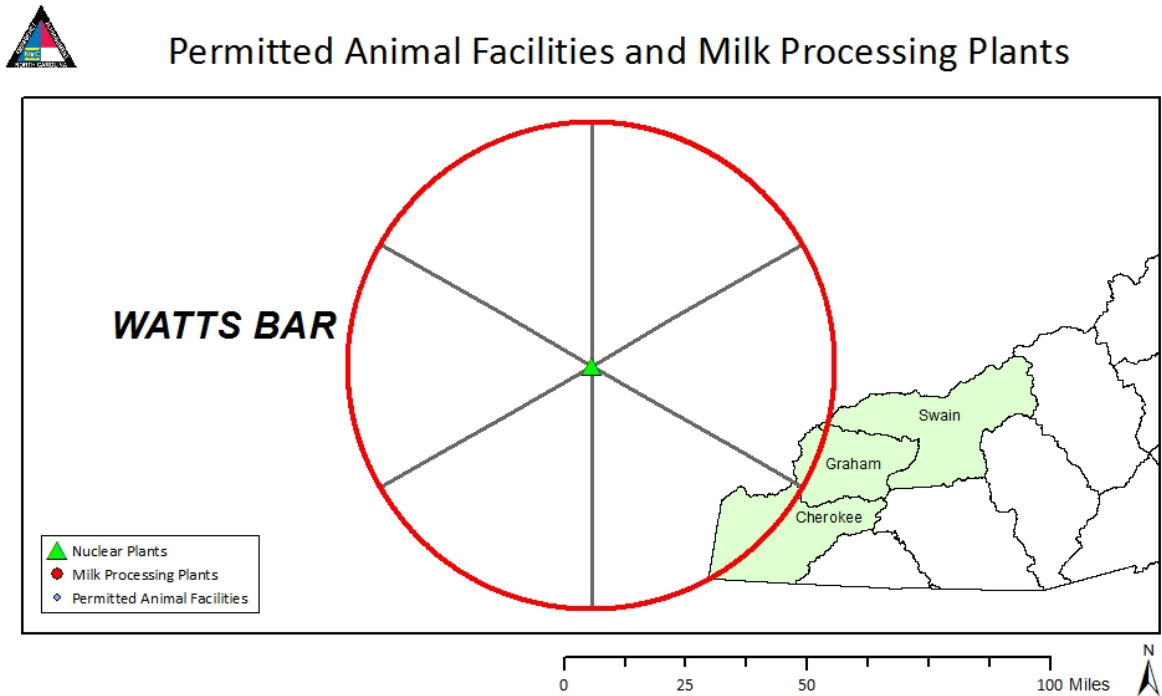 Permitted Animal Facilities and Milk Processing Plants
WATTS BAR
Swain
Graham
Cherokee
Nuclear Plants
Milk Processing Plants
Permitted Animal Facilities
0 25 50 100 Miles
N